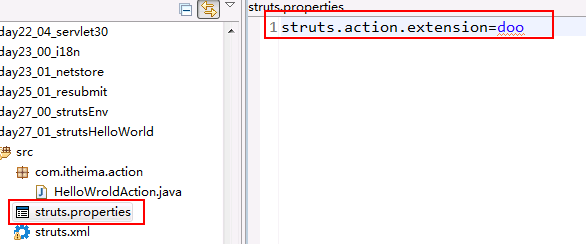 day22_04_servlet30
day23_00_i18n
day23_01_netstore
day25_01_resubmit
day27_00_strutsEnv
day27_01_strutsHelloWorld
src
com.itheima.action
HelloWroldAction.java
struts.properties
struts.xml
struts.properties
1 struts.action.extension=doo